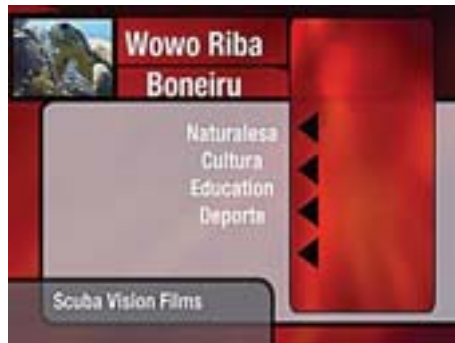 Wowo Riba
Boneiru
Naturalesa
Cultura
Education
Deporte
Scuba Vision Films